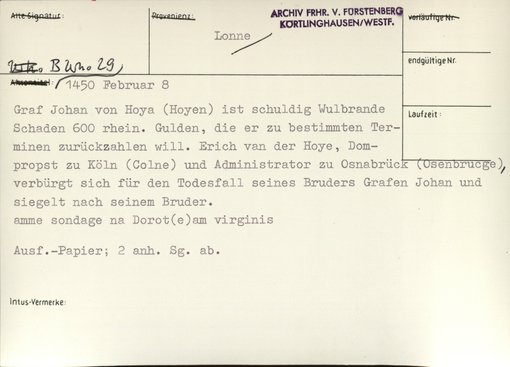 Alte Signatur:
Provenienz:
Lonne
ARCHIV FRHR. V. FÜRSTENBERG
KÖRTLINGHAUSEN/WESTF.
vorläufige Nr.
B Uko 29,
endgültige Nr.
1450 Februar 8
Graf Johan von Hoya (Hoyen) ist schuldig Wulbrande
Schaden 600 rhein. Gulden, die er zu bestimmten Ter-
minen zurückzahlen will. Erich van der Hoye, Dom-
propst zu Köln (Colne) und Administrator zu Osnabrück (Osenbrucge),
verbürgt sich für den Todesfall seines Bruders Grafen Johan und
siegelt nach seinem Bruder.
amme sondage na Dorot(e)am virginis
Laufzeit:
Ausf.-Papier; 2 anh. Sg. ab.
Intus-Vermerke: